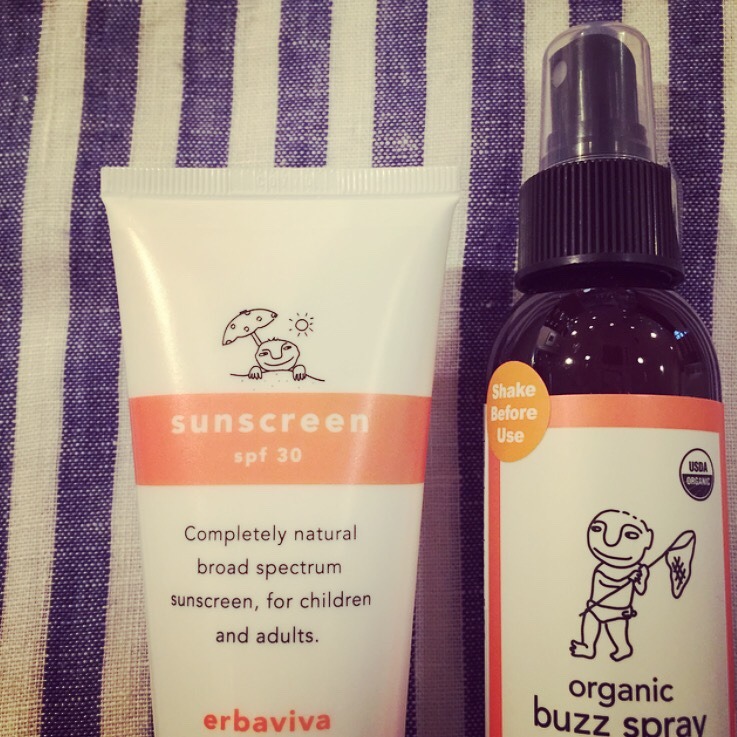 sunscreen
spf 30
Completely natural
broad spectrum
sunscreen, for children
and adults.
erbaviva
Shake
Before
Use
USDA
ORGANIC
organic
buzz spray